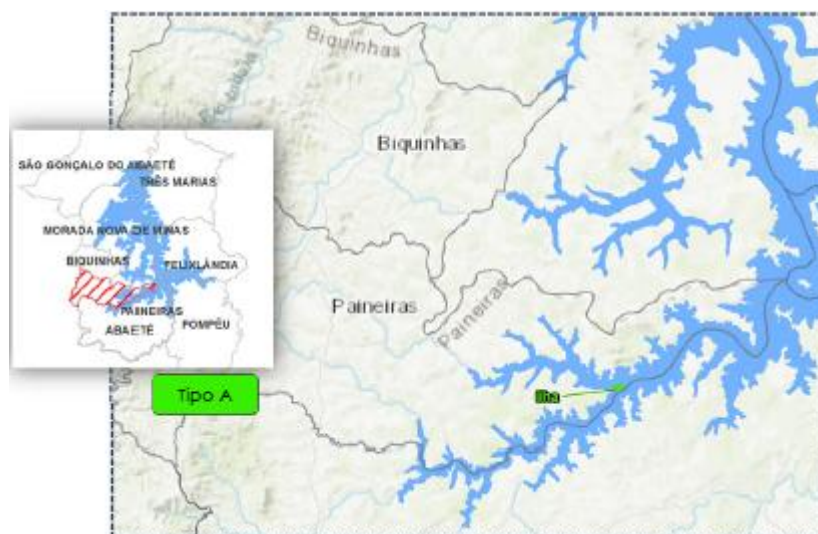 Biquinhas
Biquinhas
SÃO GONÇALO DO ABAETÉ
TRÊS MARIAS
MORADA NOVA DE MINAS
BIQUINHAS
FELIXLÂNDIA
PAINEIRAS
ABAETÉ
POMPÉU
Paineiras
Paineiras
Tipo A
Ilha